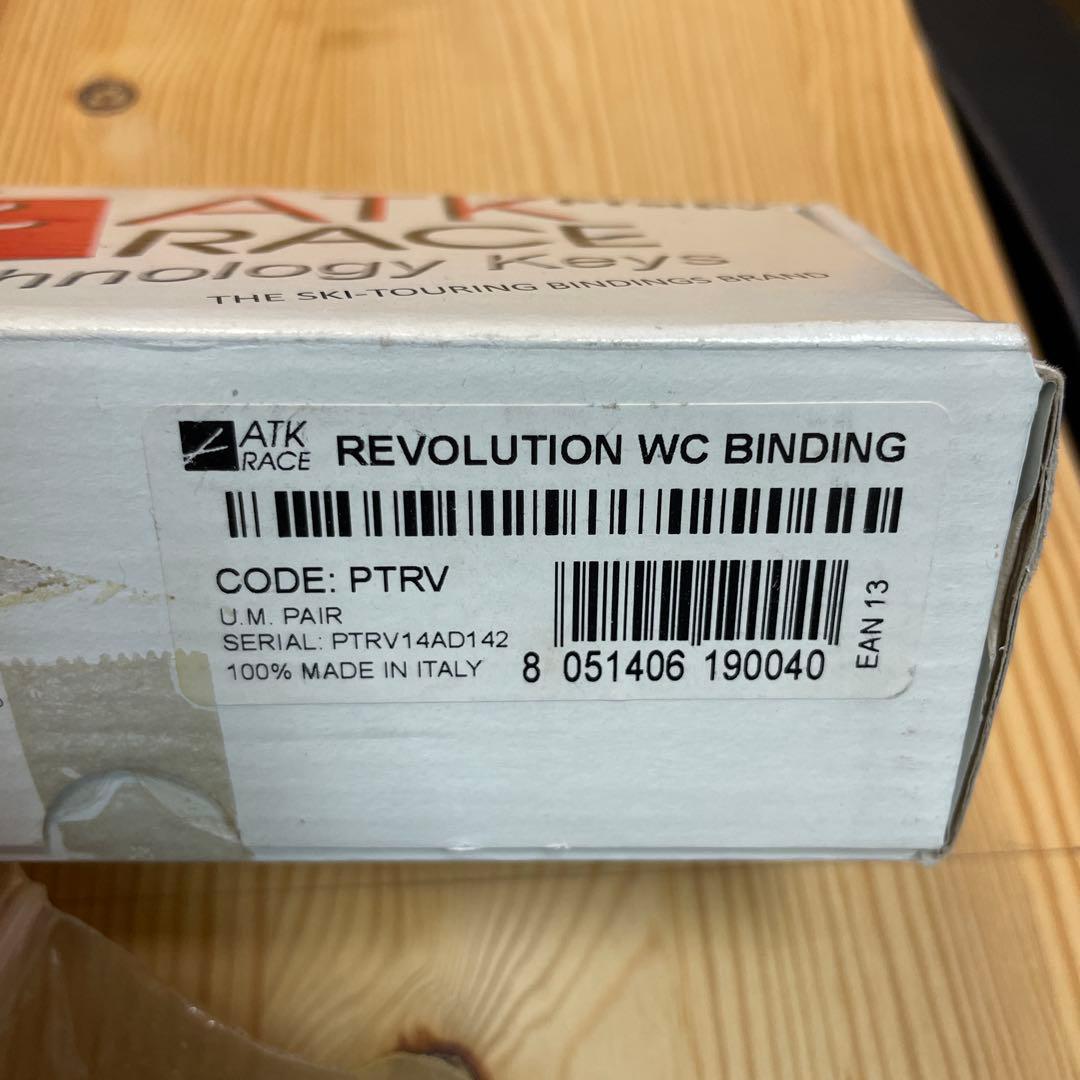 ATK
RACE
hnology Keys
THE SKI-TOURING BINDINGS BRAND
ATK
RACE
REVOLUTION WC BINDING
CODE: PTRV
U.M. PAIR
SERIAL: PTRV14AD142
100% MADE IN ITALY
8 051406 190040
EAN 13